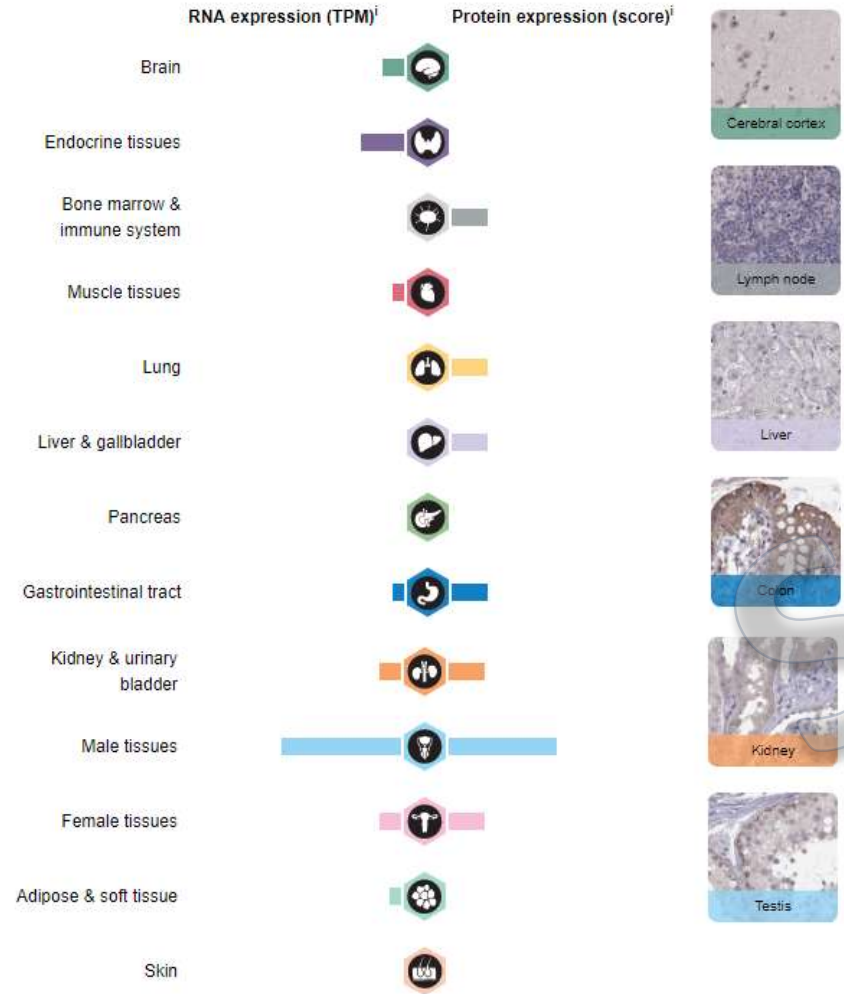 RNA expression (TPM)i Protein expression (score)i
Brain
Cerebral cortex
Endocrine tissues
Bone marrow &
immune system
Lymph node
Muscle tissues
Lung
Liver
Liver & gallbladder
Pancreas
Gastrointestinal tract
Colon
Kidney & urinary
bladder
Kidney
Male tissues
Female tissues
Adipose & soft tissue
Testis
Skin